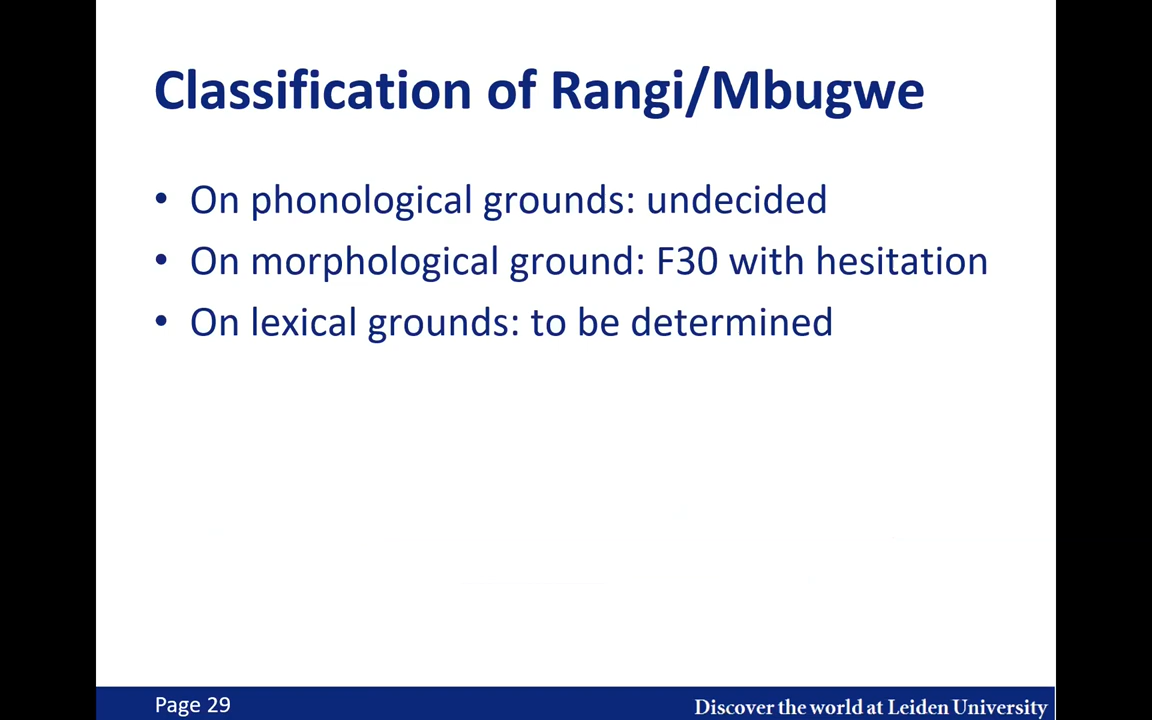 Classification of Rangi/Mbugwe
• On phonological grounds: undecided
• On morphological ground: F30 with hesitation
• On lexical grounds: to be determined
Page 29
Discover the world at Leiden University